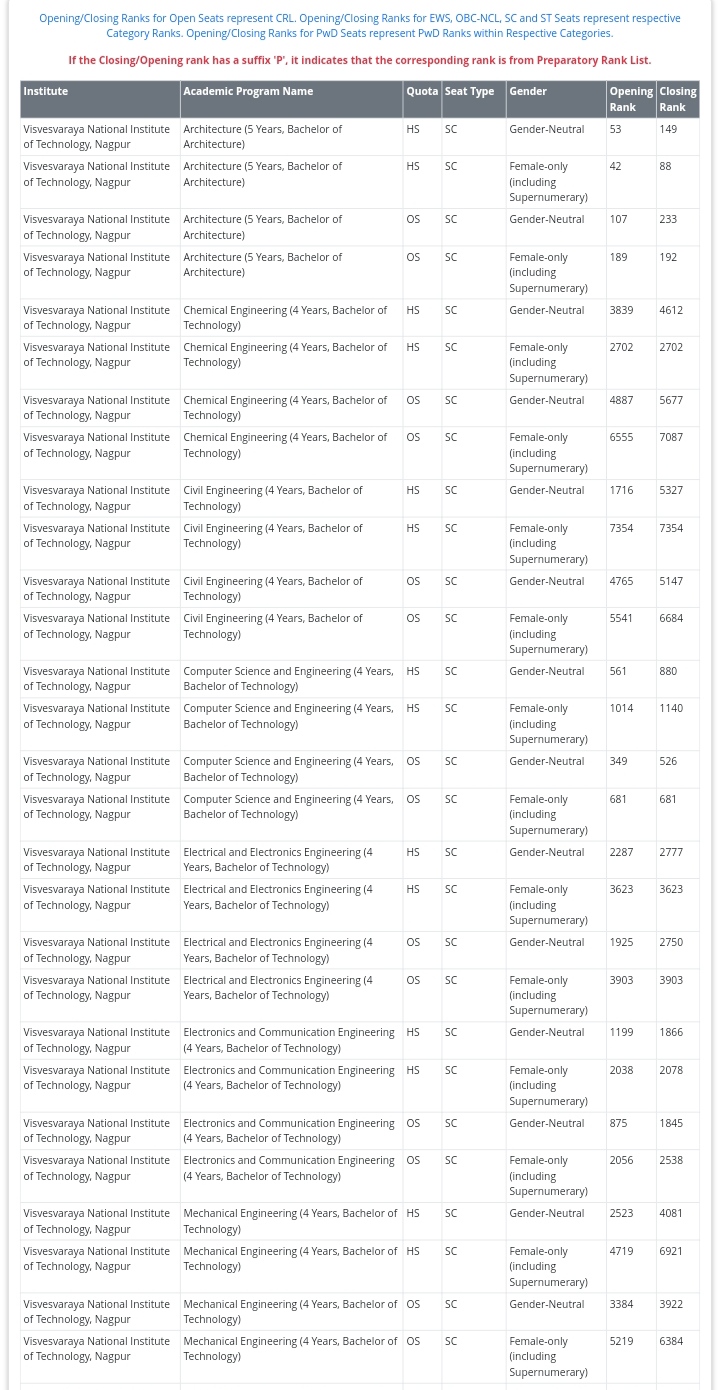 Opening/Closing Ranks for Open Seats represent CRL. Opening/Closing Ranks for EWS, OBC-NCL, SC and ST Seats represent respective
Category Ranks. Opening/Closing Ranks for PwD Seats represent PwD Ranks within Respective Categories.
If the Closing/Opening rank has a suffix 'P', it indicates that the corresponding rank is from Preparatory Rank List.
Institute Academic Program Name Quota Seat Type Gender Opening Closing
Rank Rank
Visvesvaraya National Institute Architecture (5 Years, Bachelor of HS SC Gender-Neutral 53 149
of Technology, Nagpur Architecture)
Visvesvaraya National Institute Architecture (5 Years, Bachelor of HS SC Female-only 42 88
of Technology, Nagpur Architecture) (including
Supernumerary)
Visvesvaraya National Institute Architecture (5 Years, Bachelor of OS SC Gender-Neutral 107 233
of Technology, Nagpur Architecture)
Visvesvaraya National Institute Architecture (5 Years, Bachelor of OS SC Female-only 189 192
of Technology, Nagpur Architecture) (including
Supernumerary)
Visvesvaraya National Institute Chemical Engineering (4 Years, Bachelor of HS SC Gender-Neutral 3839 4612
of Technology, Nagpur Technology)
Visvesvaraya National Institute Chemical Engineering (4 Years, Bachelor of HS SC Female-only 2702 2702
of Technology, Nagpur Technology) (including
Supernumerary)
Visvesvaraya National Institute Chemical Engineering (4 Years, Bachelor of OS SC Gender-Neutral 4887 5677
of Technology, Nagpur Technology)
Visvesvaraya National Institute Chemical Engineering (4 Years, Bachelor of OS SC Female-only 6555 7087
of Technology, Nagpur Technology) (including
Supernumerary)
Visvesvaraya National Institute Civil Engineering (4 Years, Bachelor of HS SC Gender-Neutral 1716 5327
of Technology, Nagpur Technology)
Visvesvaraya National Institute Civil Engineering (4 Years, Bachelor of HS SC Female-only 7354 7354
of Technology, Nagpur Technology) (including
Supernumerary)
Visvesvaraya National Institute Civil Engineering (4 Years, Bachelor of OS SC Gender-Neutral 4765 5147
of Technology, Nagpur Technology)
Visvesvaraya National Institute Civil Engineering (4 Years, Bachelor of OS SC Female-only 5541 6684
of Technology, Nagpur Technology) (including
Supernumerary)
Visvesvaraya National Institute Computer Science and Engineering (4 Years, HS SC Gender-Neutral 561 880
of Technology, Nagpur Bachelor of Technology)
Visvesvaraya National Institute Computer Science and Engineering (4 Years, HS SC Female-only 1014 1140
of Technology, Nagpur Bachelor of Technology) (including
Supernumerary)
Visvesvaraya National Institute Computer Science and Engineering (4 Years, OS SC Gender-Neutral 349 526
of Technology, Nagpur Bachelor of Technology)
Visvesvaraya National Institute Computer Science and Engineering (4 Years, OS SC Female-only 681 681
of Technology, Nagpur Bachelor of Technology) (including
Supernumerary)
Visvesvaraya National Institute Electrical and Electronics Engineering (4 HS SC Gender-Neutral 2287 2777
of Technology, Nagpur Years, Bachelor of Technology)
Visvesvaraya National Institute Electrical and Electronics Engineering (4 HS SC Female-only 3623 3623
of Technology, Nagpur Years, Bachelor of Technology) (including
Supernumerary)
Visvesvaraya National Institute Electrical and Electronics Engineering (4 OS SC Gender-Neutral 1925 2750
of Technology, Nagpur Years, Bachelor of Technology)
Visvesvaraya National Institute Electrical and Electronics Engineering (4 OS SC Female-only 3903 3903
of Technology, Nagpur Years, Bachelor of Technology) (including
Supernumerary)
Visvesvaraya National Institute Electronics and Communication Engineering HS SC Gender-Neutral 1199 1866
of Technology, Nagpur (4 Years, Bachelor of Technology)
Visvesvaraya National Institute Electronics and Communication Engineering HS SC Female-only 2038 2078
of Technology, Nagpur (4 Years, Bachelor of Technology) (including
Supernumerary)
Visvesvaraya National Institute Electronics and Communication Engineering OS SC Gender-Neutral 875 1845
of Technology, Nagpur (4 Years, Bachelor of Technology)
Visvesvaraya National Institute Electronics and Communication Engineering OS SC Female-only 2056 2538
of Technology, Nagpur (4 Years, Bachelor of Technology) (including
Supernumerary)
Visvesvaraya National Institute Mechanical Engineering (4 Years, Bachelor of HS SC Gender-Neutral 2523 4081
of Technology, Nagpur Technology)
Visvesvaraya National Institute Mechanical Engineering (4 Years, Bachelor of HS SC Female-only 4719 6921
of Technology, Nagpur Technology) (including
Supernumerary)
Visvesvaraya National Institute Mechanical Engineering (4 Years, Bachelor of OS SC Gender-Neutral 3384 3922
of Technology, Nagpur Technology)
Visvesvaraya National Institute Mechanical Engineering (4 Years, Bachelor of OS SC Female-only 5219 6384
of Technology, Nagpur Technology) (including
Supernumerary)